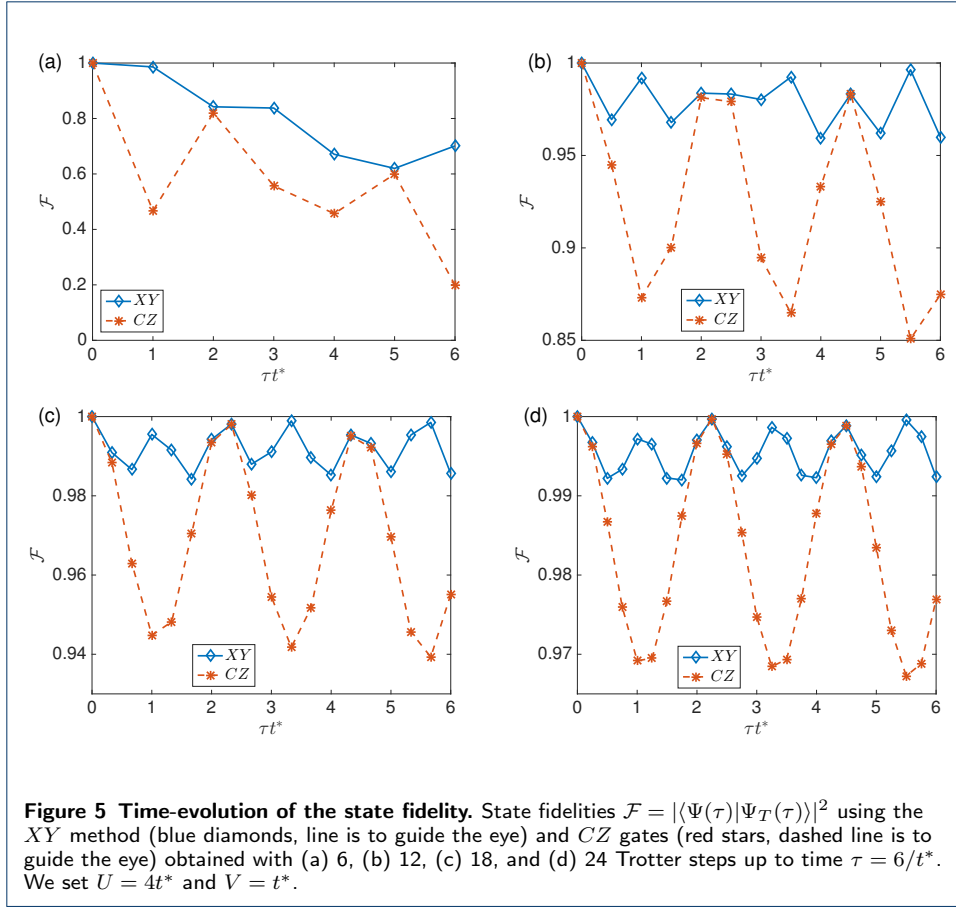 (a)
1
0.8
0.6
0.4
0.2
0
F
0 1 2 3 4 5 6
τt*
XY
CZ
(b)
1
0.95
0.9
0.85
F
0 1 2 3 4 5 6
τt*
XY
CZ
(c)
1
0.98
0.96
0.94
F
0 1 2 3 4 5 6
τt*
XY
CZ
(d)
1
0.99
0.98
0.97
F
0 1 2 3 4 5 6
τt*
XY
CZ
Figure 5 Time-evolution of the state fidelity. State fidelities F = |⟨Ψ(τ)|Ψ_T(τ)⟩|² using the
XY method (blue diamonds, line is to guide the eye) and CZ gates (red stars, dashed line is to
guide the eye) obtained with (a) 6, (b) 12, (c) 18, and (d) 24 Trotter steps up to time τ = 6/t*.
We set U = 4t* and V = t*.